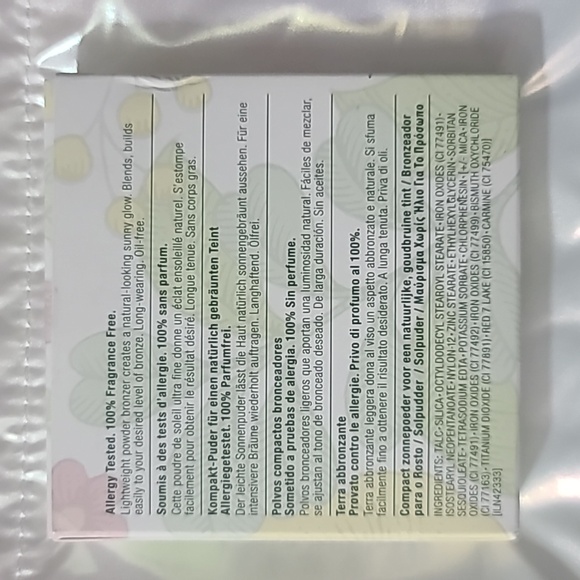 Allergy Tested. 100% Fragrance Free.
Lightweight powder bronzer creates a natural-looking sunny glow. Blends, builds
easily to your desired level of bronze. Long-wearing. Oil-free.
Soumis à des tests d'allergie. 100% sans parfum.
Cette poudre de soleil ultra fine donne un éclat ensoleillé naturel. S'estompe
facilement pour obtenir le résultat désiré. Longue tenue. Sans corps gras.
Kompakt-Puder für einen natürlich gebräunten Teint
Allergiegetestet. 100% Parfumfrei.
Der leichte Sonnenpuder lässt die Haut natürlich sonnengebräunt aussehen. Für eine
intensivere Bräune wiederholt auftragen. Langhaftend. Ölfrei.
Polvos compactos bronceadores
Sometido a pruebas de alergia. 100% Sin perfume.
Polvos bronceadores ligeros que aportan una luminosidad natural. Fáciles de mezclar,
se ajustan al tono de bronceado deseado. De larga duración. Sin aceites.
Terra abbronzante
Provato contro le allergie. Privo di profumo al 100%.
Terra abbronzante leggera dona al viso un aspetto abbronzato e naturale. Si sfuma
facilmente fino a ottenere il risultato desiderato. A lunga tenuta. Priva di oli.
Compact zonnepoeder voor een natuurlijke, goudbruine tint / Bronzeador
para o Rosto / Solpudder / Solpuder / Μαύρισμα Χωρίς Ήλιο Για Το Πρόσωπο
INGREDIENTS: TALC•SILICA•OCTYLDODECYL STEAROYL STEARATE•IRON OXIDES (CI 77491)•
ISOSTEARYL NEOPENTANOATE•NYLON-12•ZINC STEARATE•ETHYLHEXYLGLYCERIN•SORBITAN
SESQUIOLEATE•TETRASODIUM EDTA•POTASSIUM SORBATE•CHLORPHENESIN•[+/- MICA•IRON
OXIDES (CI 77492)•IRON OXIDES (CI 77499)•BISMUTH OXYCHLORIDE
(CI 77163)•TITANIUM DIOXIDE (CI 77891)•RED 7 LAKE (CI 15850)•CARMINE (CI 75470)]
[ILN42333]